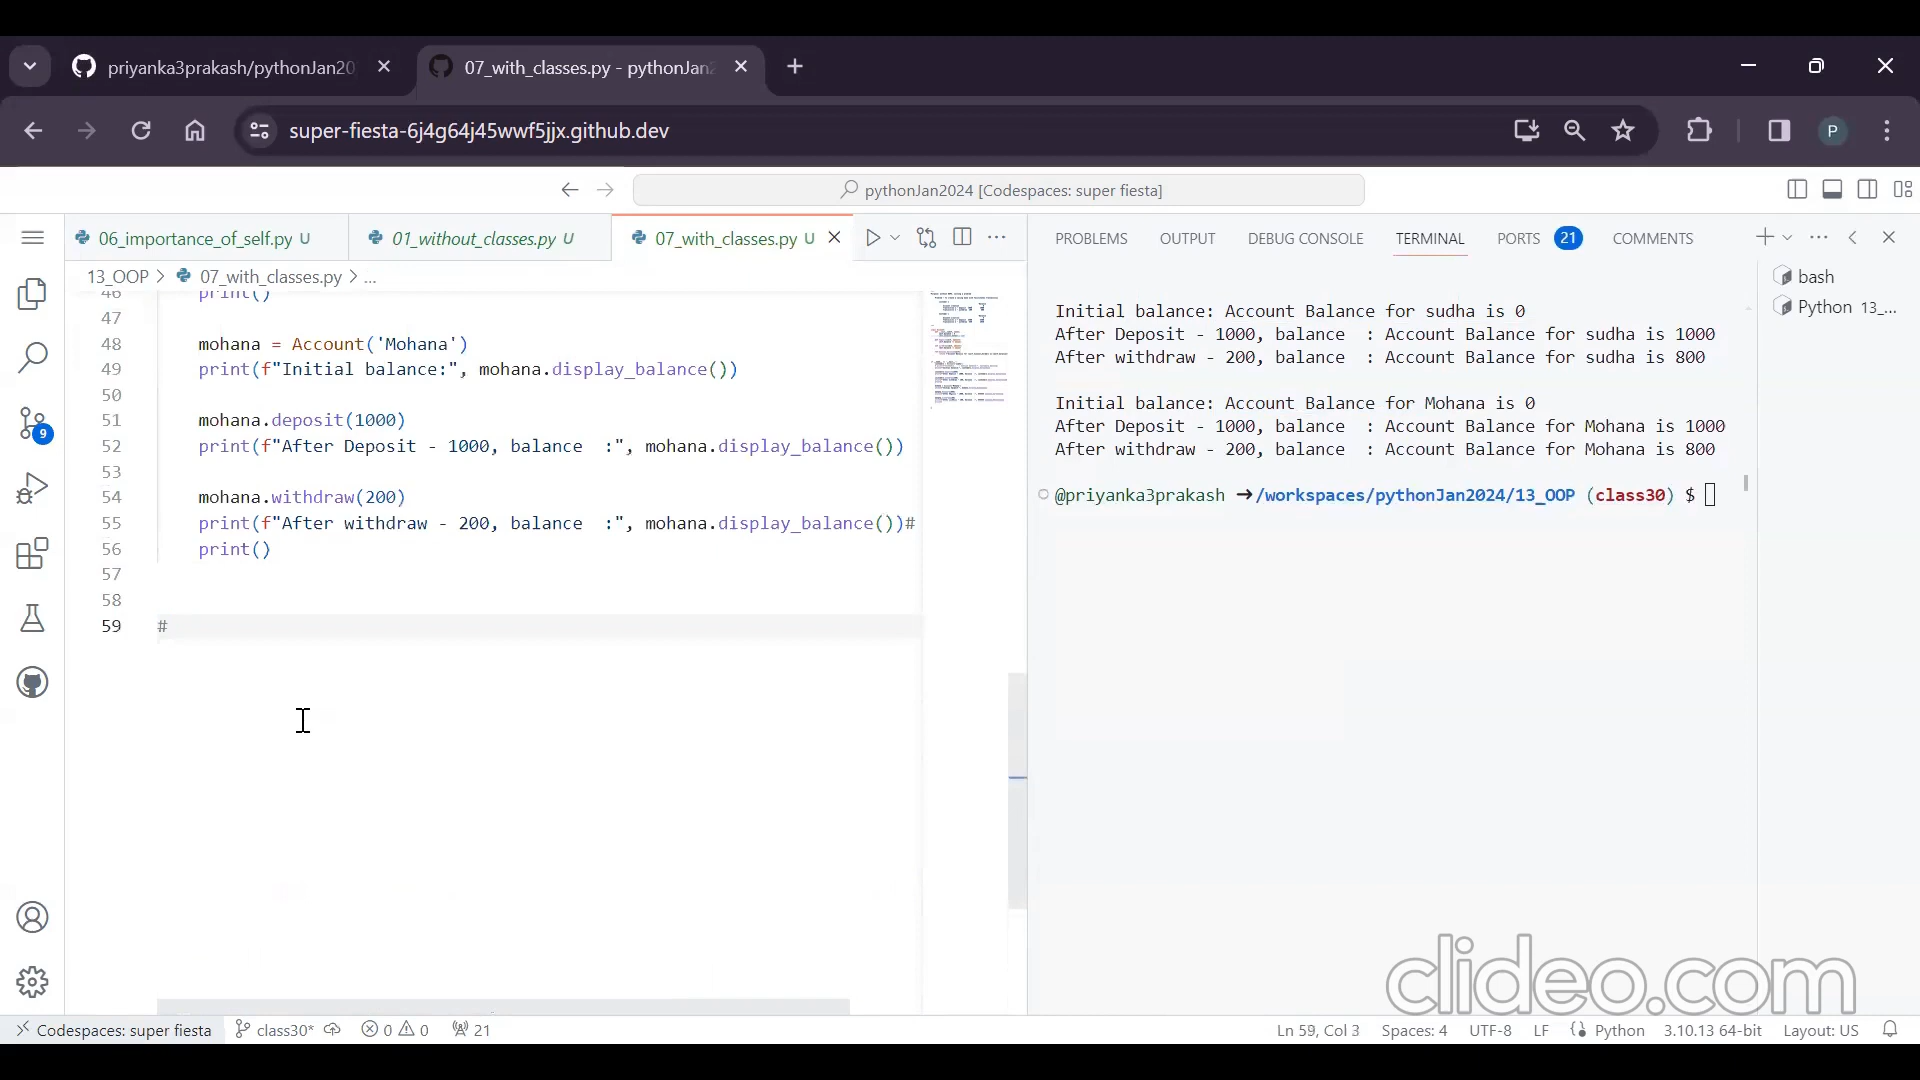 priyanka3prakash/pythonJan20
07_with_classes.py - pythonJan2
super-fiesta-6j4g64j45wwf5jjx.github.dev
P
pythonJan2024 [Codespaces: super fiesta]
06_importance_of_self.py U
01_without_classes.py U
07_with_classes.py U
PROBLEMS OUTPUT DEBUG CONSOLE TERMINAL PORTS 21 COMMENTS
13_OOP > 07_with_classes.py > ...
46 print()
47
48 mohana = Account('Mohana')
49 print(f"Initial balance:", mohana.display_balance())
50
51 mohana.deposit(1000)
52 print(f"After Deposit - 1000, balance  :", mohana.display_balance())
53
54 mohana.withdraw(200)
55 print(f"After withdraw - 200, balance  :", mohana.display_balance())#
56 print()
57
58
59 #
9
Initial balance: Account Balance for sudha is 0
After Deposit - 1000, balance  : Account Balance for sudha is 1000
After withdraw - 200, balance  : Account Balance for sudha is 800
Initial balance: Account Balance for Mohana is 0
After Deposit - 1000, balance  : Account Balance for Mohana is 1000
After withdraw - 200, balance  : Account Balance for Mohana is 800
@priyanka3prakash ➜/workspaces/pythonJan2024/13_OOP (class30) $
bash
Python 13_...
clideo.com
Codespaces: super fiesta class30* 0 0 21 Ln 59, Col 3 Spaces: 4 UTF-8 LF Python 3.10.13 64-bit Layout: US